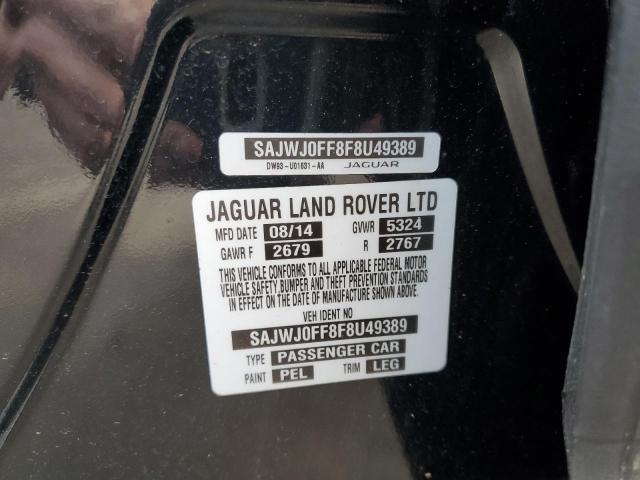 SAJWJ0FF8F8U49389
DW93-U01631-AA JAGUAR
JAGUAR LAND ROVER LTD
MFD DATE 08/14 GVWR 5324
GAWR F 2679 R 2767
THIS VEHICLE CONFORMS TO ALL APPLICABLE FEDERAL MOTOR
VEHICLE SAFETY,BUMPER AND THEFT PREVENTION STANDARDS
IN EFFECT ON THE DATE OF MANUFACTURE SHOWN ABOVE.
VEH IDENT NO
SAJWJ0FF8F8U49389
TYPE PASSENGER CAR
PAINT PEL TRIM LEG